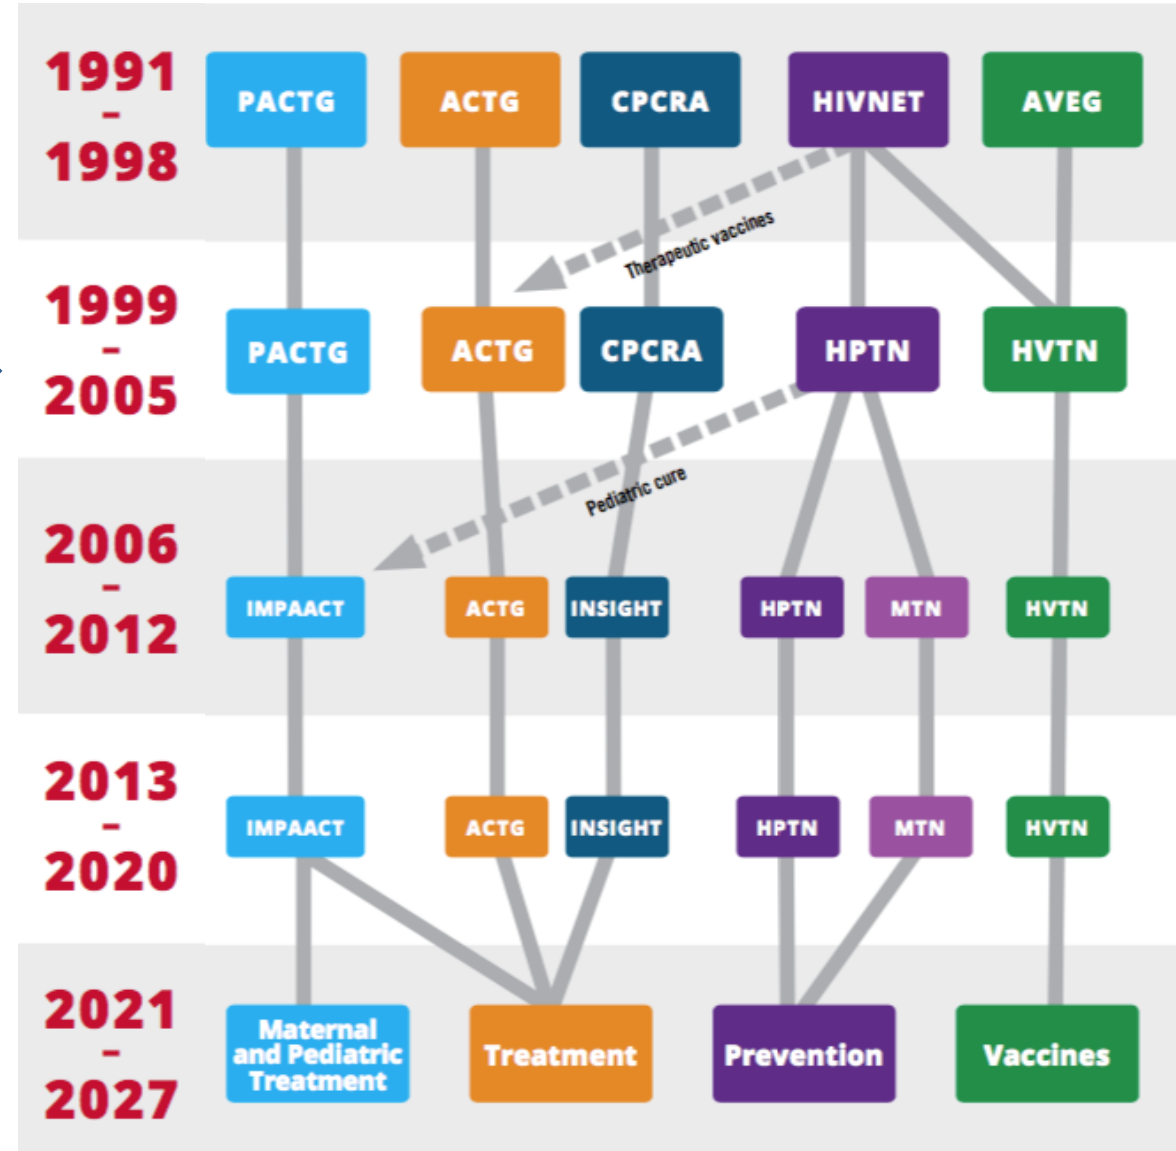 1991
–
1998
PACTG
ACTG
CPCRA
HIVNET
AVEG
Therapeutic vaccines
1999
–
2005
PACTG
ACTG
CPCRA
HPTN
HVTN
Pediatric cure
2006
–
2012
IMPAACT
ACTG
INSIGHT
HPTN
MTN
HVTN
2013
–
2020
IMPAACT
ACTG
INSIGHT
HPTN
MTN
HVTN
2021
–
2027
Maternal
and Pediatric
Treatment
Treatment
Prevention
Vaccines